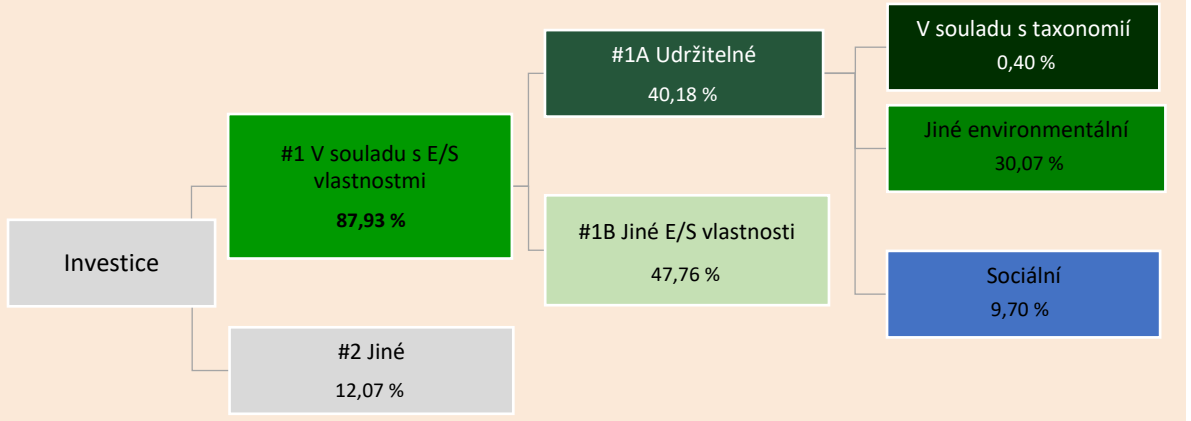 Investice
#1 V souladu s E/S
vlastnostmi
87,93 %
#2 Jiné
12,07 %
#1A Udržitelné
40,18 %
#1B Jiné E/S vlastnosti
47,76 %
V souladu s taxonomií
0,40 %
Jiné environmentální
30,07 %
Sociální
9,70 %